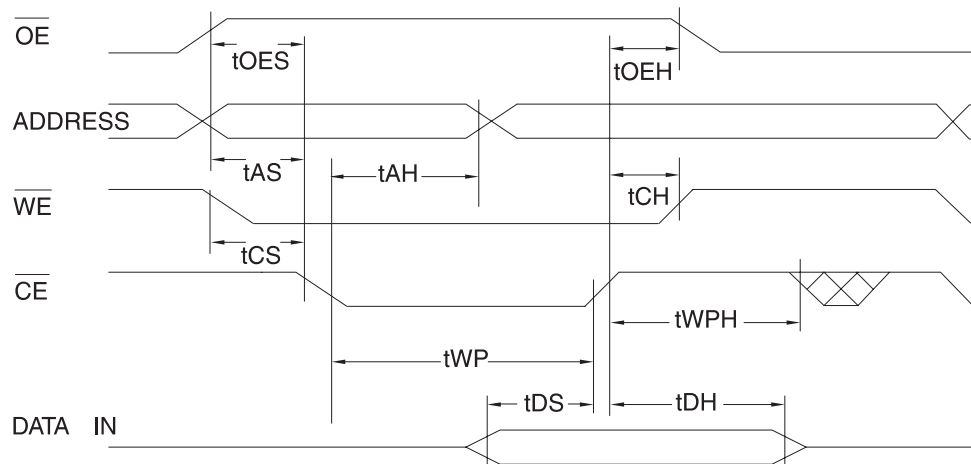 OE
tOES
tOEH
ADDRESS
tAS
tAH
tCH
WE
tCS
CE
tWPH
tWP
tDS
tDH
DATA IN